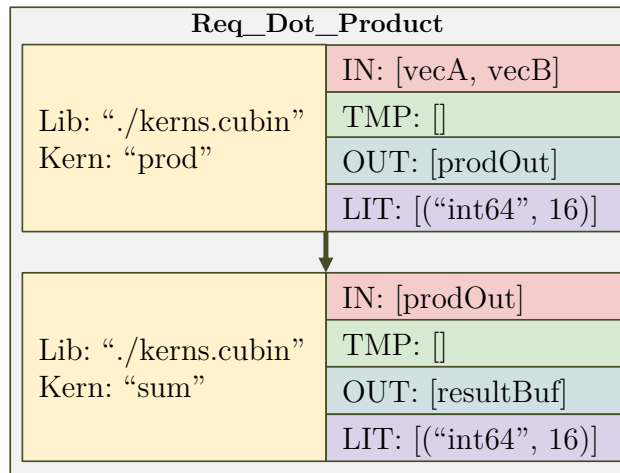 Req_Dot_Product
Lib: “./kerns.cubin”
Kern: “prod”
IN: [vecA, vecB]
TMP: []
OUT: [prodOut]
LIT: [(“int64”, 16)]
Lib: “./kerns.cubin”
Kern: “sum”
IN: [prodOut]
TMP: []
OUT: [resultBuf]
LIT: [(“int64”, 16)]